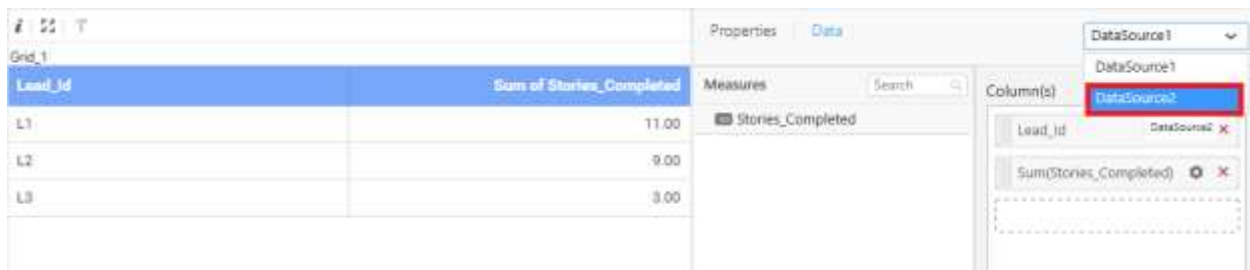 Properties Data DataSource1
Grid_1
DataSource1
DataSource2
Lead_Id Sum of Stories_Completed
L1 11.00
L2 9.00
L3 3.00
Measures Search
Stories_Completed
Column(s)
Lead_Id DataSource2
Sum(Stories_Completed)